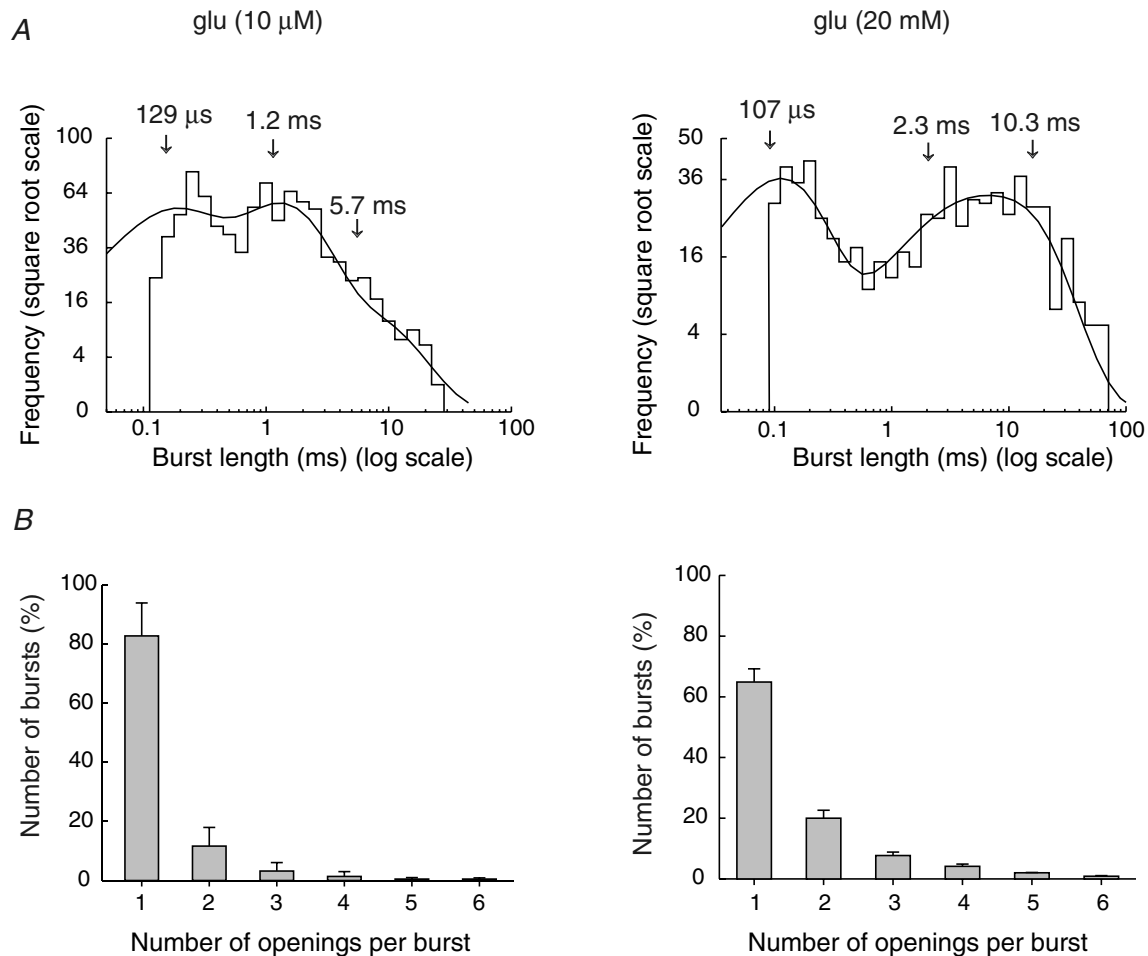 A
glu (10 μM)
glu (20 mM)
Frequency (square root scale)
100
64
36
16
4
0
129 μs
1.2 ms
5.7 ms
0.1
1
10
100
Burst length (ms) (log scale)
Frequency (square root scale)
50
36
16
4
0
107 μs
2.3 ms
10.3 ms
0.1
1
10
100
Burst length (ms) (log scale)
B
Number of bursts (%)
100
80
60
40
20
0
1 2 3 4 5 6
Number of openings per burst
Number of bursts (%)
100
80
60
40
20
0
1 2 3 4 5 6
Number of openings per burst